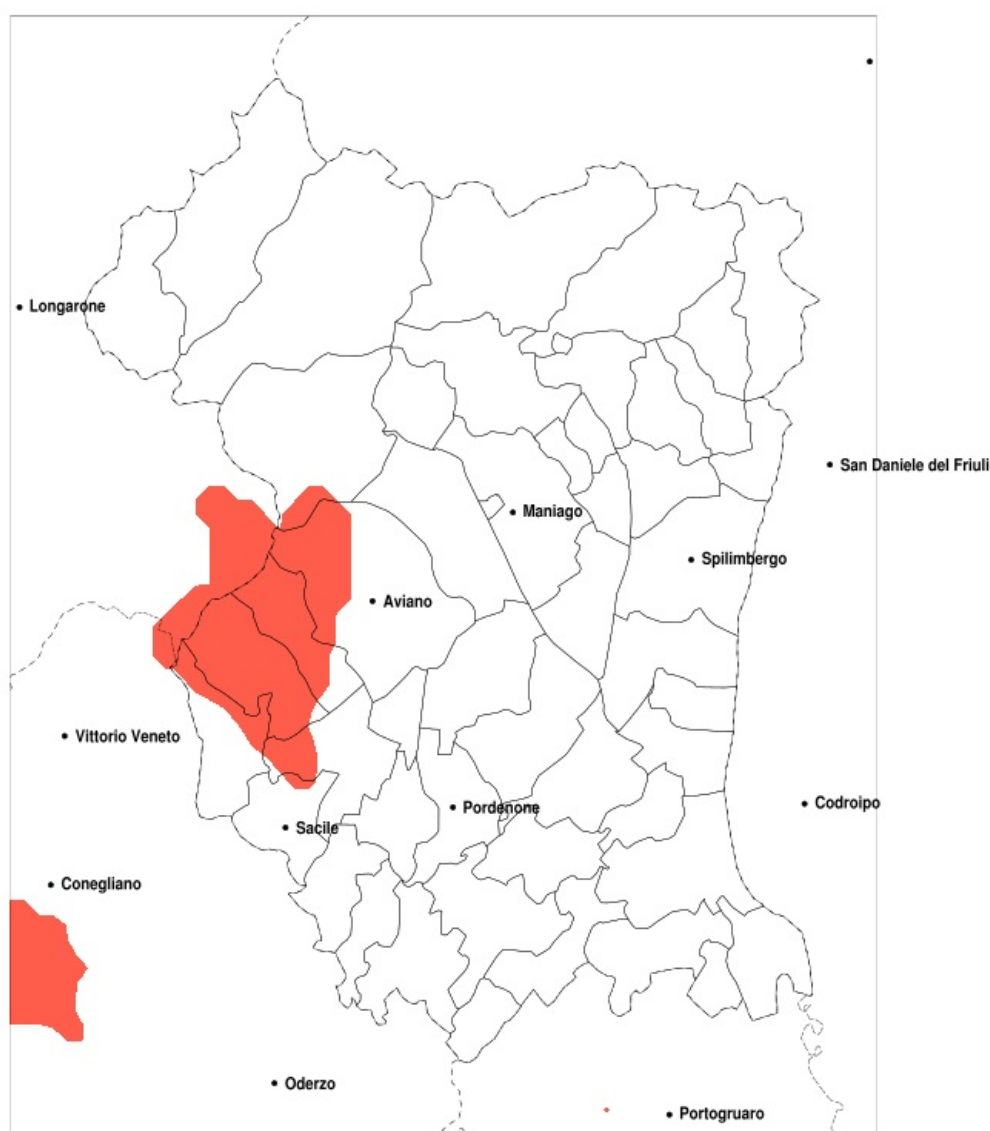 Longarone
San Daniele del Friuli
Maniago
Spilimbergo
Aviano
Vittorio Veneto
Codroipo
Pordenone
Sacile
Conegliano
Oderzo
Portogruaro